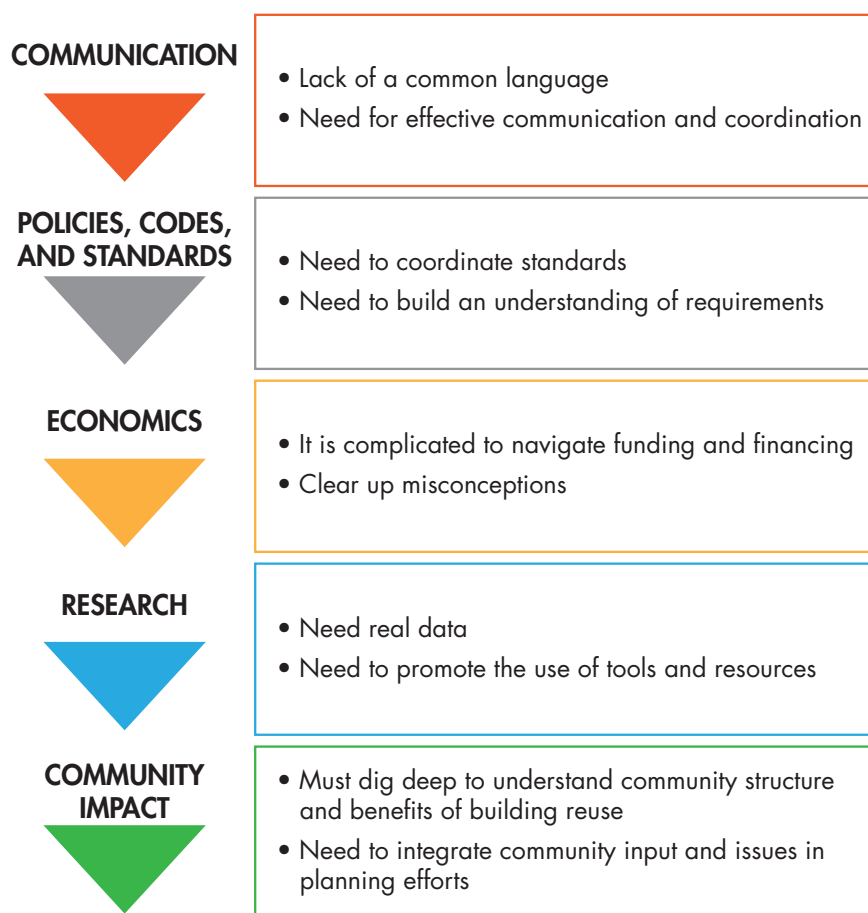 COMMUNICATION
• Lack of a common language
• Need for effective communication and coordination
POLICIES, CODES,
AND STANDARDS
• Need to coordinate standards
• Need to build an understanding of requirements
ECONOMICS
• It is complicated to navigate funding and financing
• Clear up misconceptions
RESEARCH
• Need real data
• Need to promote the use of tools and resources
COMMUNITY
IMPACT
• Must dig deep to understand community structure
and benefits of building reuse
• Need to integrate community input and issues in
planning efforts